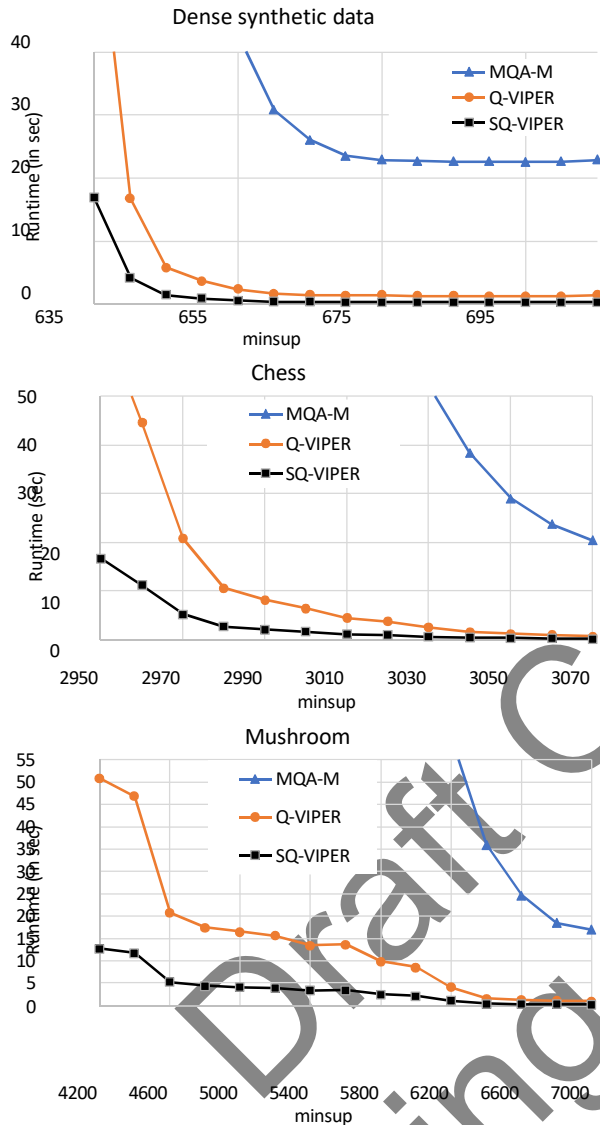 Dense synthetic data
40
30
20
10
0
Runtime (in sec)
MQA-M
Q-VIPER
SQ-VIPER
635 655 675 695
minsup
Chess
50
40
30
20
10
0
Runtime (Sec)
MQA-M
Q-VIPER
SQ-VIPER
2950 2970 2990 3010 3030 3050 3070
minsup
Mushroom
55
50
45
40
35
30
25
20
15
10
5
0
Runtime (in sec)
MQA-M
Q-VIPER
SQ-VIPER
4200 4600 5000 5400 5800 6200 6600 7000
minsup
Draft C
ing